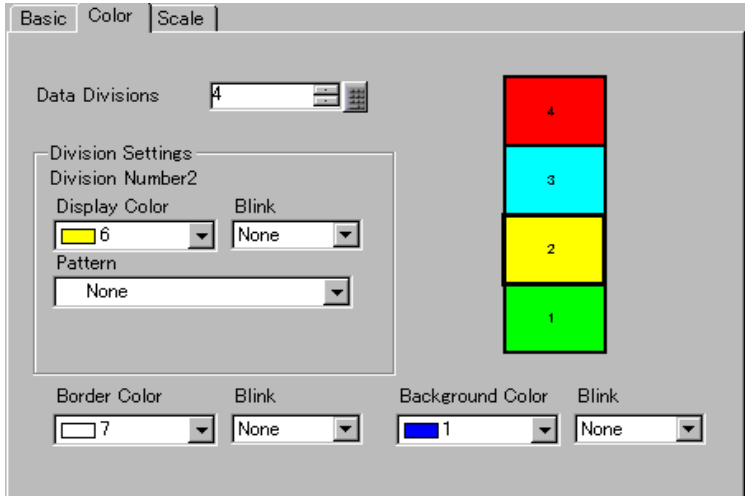 Basic Color Scale
Data Divisions 4
4
3
2
1
Division Settings
Division Number2
Display Color Blink
6 None
Pattern
None
Border Color Blink Background Color Blink
7 None 1 None